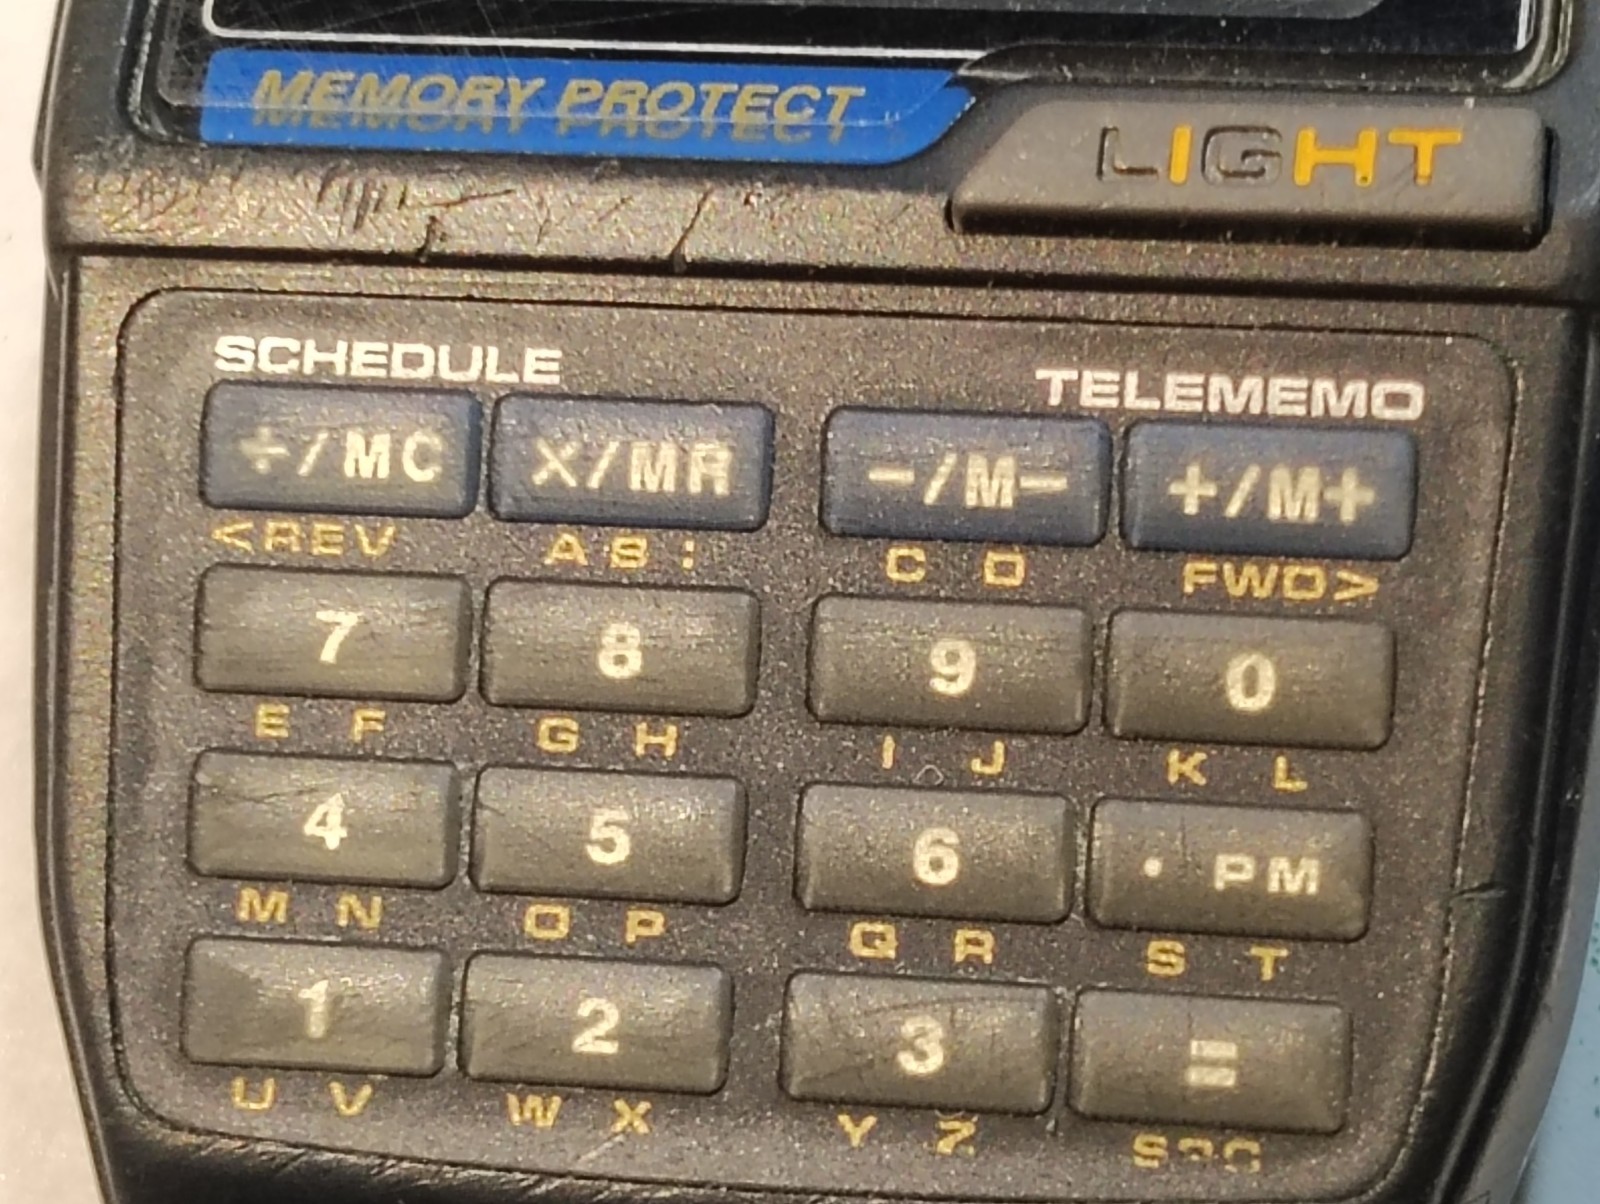 MEMORY PROTECT
LIGHT
SCHEDULE TELEMEMO
÷/MC ×/MR −/M− +/M+
<REV A B : C D FWD>
7 8 9 0
E F G H I J K L
4 5 6 · PM
M N O P Q R S T
1 2 3 =
U V W X Y Z SPC